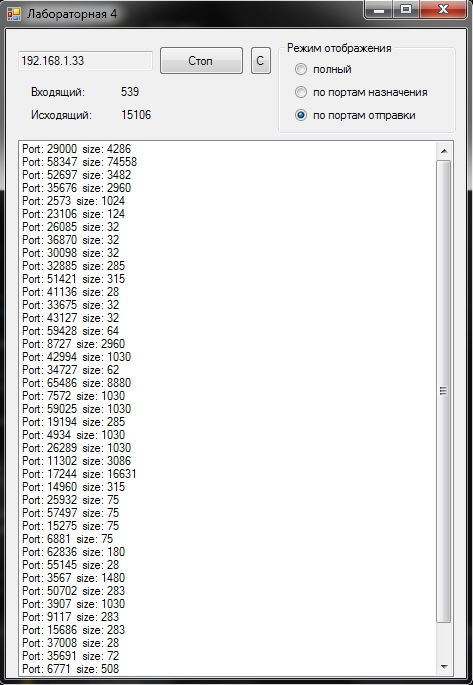 Лабораторная 4
192.168.1.33 Стоп C
Режим отображения
полный
по портам назначения
по портам отправки
Входящий: 539
Исходящий: 15106
Port: 29000 size: 4286
Port: 58347 size: 74558
Port: 52697 size: 3482
Port: 35676 size: 2960
Port: 2573 size: 1024
Port: 23106 size: 124
Port: 26085 size: 32
Port: 36870 size: 32
Port: 30098 size: 32
Port: 32885 size: 285
Port: 51421 size: 315
Port: 41136 size: 28
Port: 33675 size: 32
Port: 43127 size: 32
Port: 59428 size: 64
Port: 8727 size: 2960
Port: 42994 size: 1030
Port: 34727 size: 62
Port: 65486 size: 8880
Port: 7572 size: 1030
Port: 59025 size: 1030
Port: 19194 size: 285
Port: 4934 size: 1030
Port: 26289 size: 1030
Port: 11302 size: 3086
Port: 17244 size: 16631
Port: 14960 size: 315
Port: 25932 size: 75
Port: 57497 size: 75
Port: 15275 size: 75
Port: 6881 size: 75
Port: 62836 size: 180
Port: 55145 size: 28
Port: 3567 size: 1480
Port: 50702 size: 283
Port: 3907 size: 1030
Port: 9117 size: 283
Port: 15686 size: 283
Port: 37008 size: 28
Port: 35691 size: 72
Port: 6771 size: 508